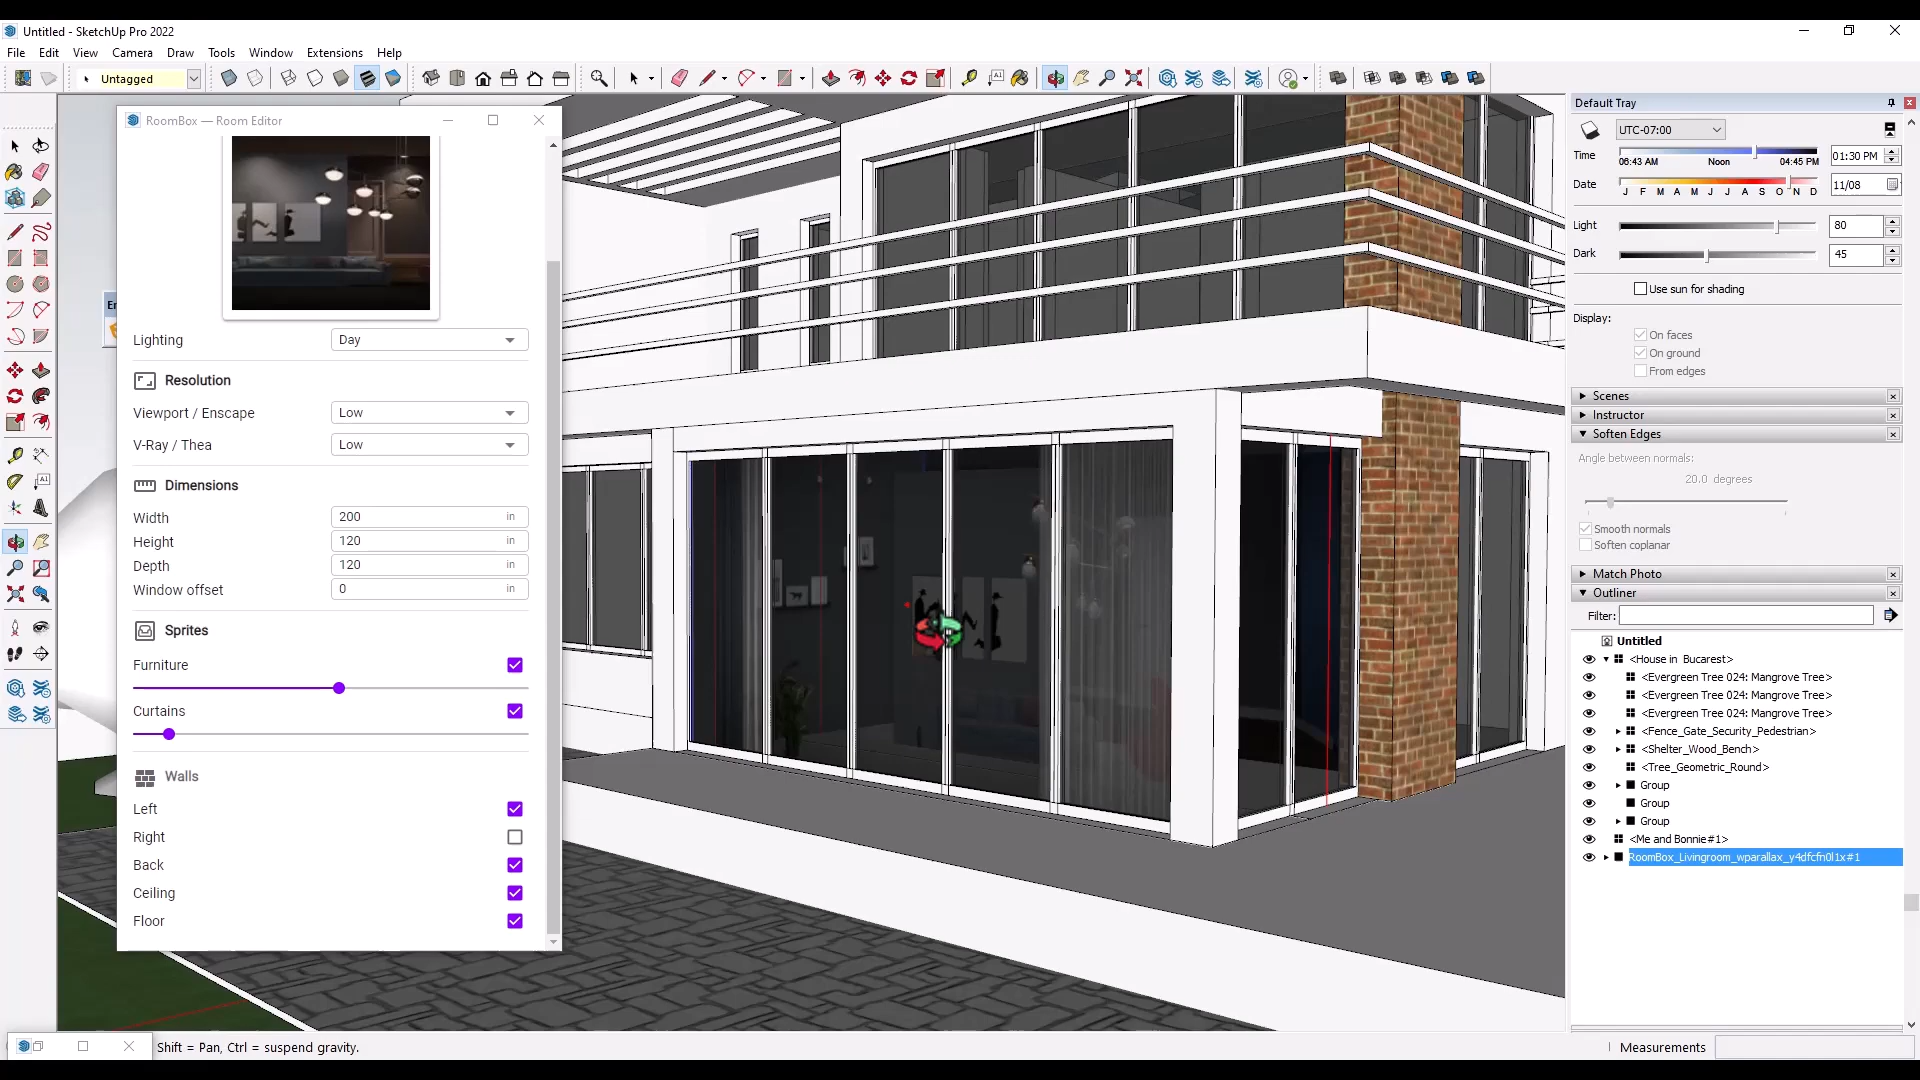 Untitled - SketchUp Pro 2022
File Edit View Camera Draw Tools Window Extensions Help
Untagged
RoomBox — Room Editor
En
Lighting Day
Resolution
Viewport / Enscape Low
V-Ray / Thea Low
Dimensions
Width 200 in
Height 120 in
Depth 120 in
Window offset 0 in
Sprites
Furniture
Curtains
Walls
Left
Right
Back
Ceiling
Floor
Default Tray
UTC-07:00
Time 06:43 AM Noon 04:45 PM 01:30 PM
Date J F M A M J J A S O N D 11/08
Light 80
Dark 45
Use sun for shading
Display:
On faces
On ground
From edges
Scenes
Instructor
Soften Edges
Angle between normals:
20.0 degrees
Smooth normals
Soften coplanar
Match Photo
Outliner
Filter:
Untitled
<House in Bucarest>
<Evergreen Tree 024: Mangrove Tree>
<Evergreen Tree 024: Mangrove Tree>
<Evergreen Tree 024: Mangrove Tree>
<Fence_Gate_Security_Pedestrian>
<Shelter_Wood_Bench>
<Tree_Geometric_Round>
Group
Group
Group
<Me and Bonnie#1>
RoomBox_Livingroom_wparallax_y4dfcfn0l1x#1
Shift = Pan, Ctrl = suspend gravity.
Measurements